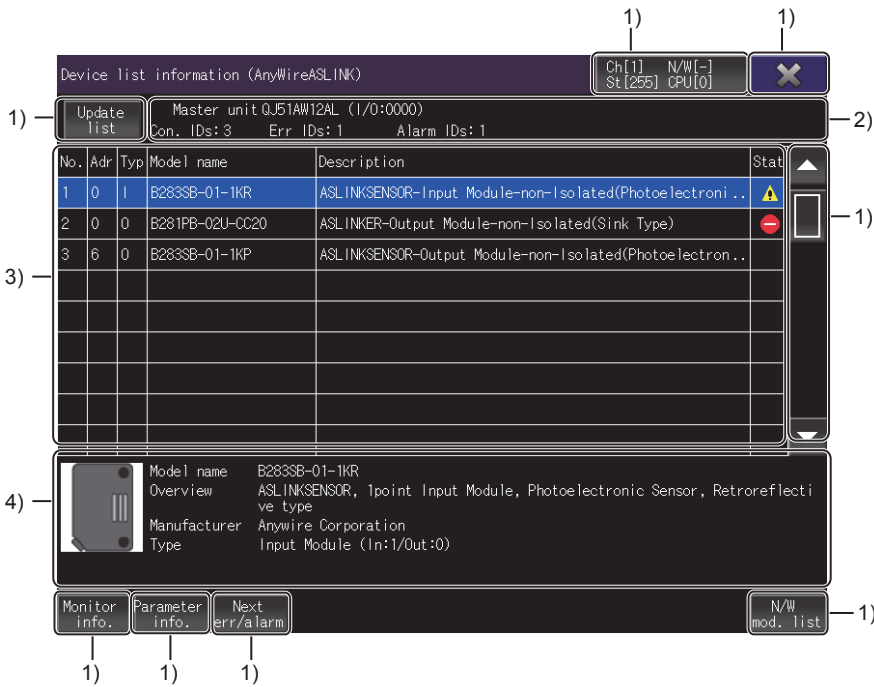 1) 1)
Device list information (AnyWireASLINK)
Ch[1] N/W[-]
St[255] CPU[0]
1)
Update
list
Master unit QJ51AW12AL (I/O:0000)
Con. IDs:3 Err IDs:1 Alarm IDs:1
2)
No. Adr Typ Model name Description Stat
1 0 I B283SB-01-1KR ASLINKSENSOR-Input Module-non-Isolated(Photoelectroni..
2 0 O B281PB-02U-CC20 ASLINKER-Output Module-non-Isolated(Sink Type)
1)
3 6 O B283SB-01-1KP ASLINKSENSOR-Output Module-non-Isolated(Photoelectron..
3)
4)
Model name B283SB-01-1KR
Overview ASLINKSENSOR, 1point Input Module, Photoelectronic Sensor, Retroreflecti
ve type
Manufacturer Anywire Corporation
Type Input Module (In:1/Out:0)
Monitor
info.
Parameter
info.
Next
err/alarm
N/W
mod. list
1)
1) 1) 1)